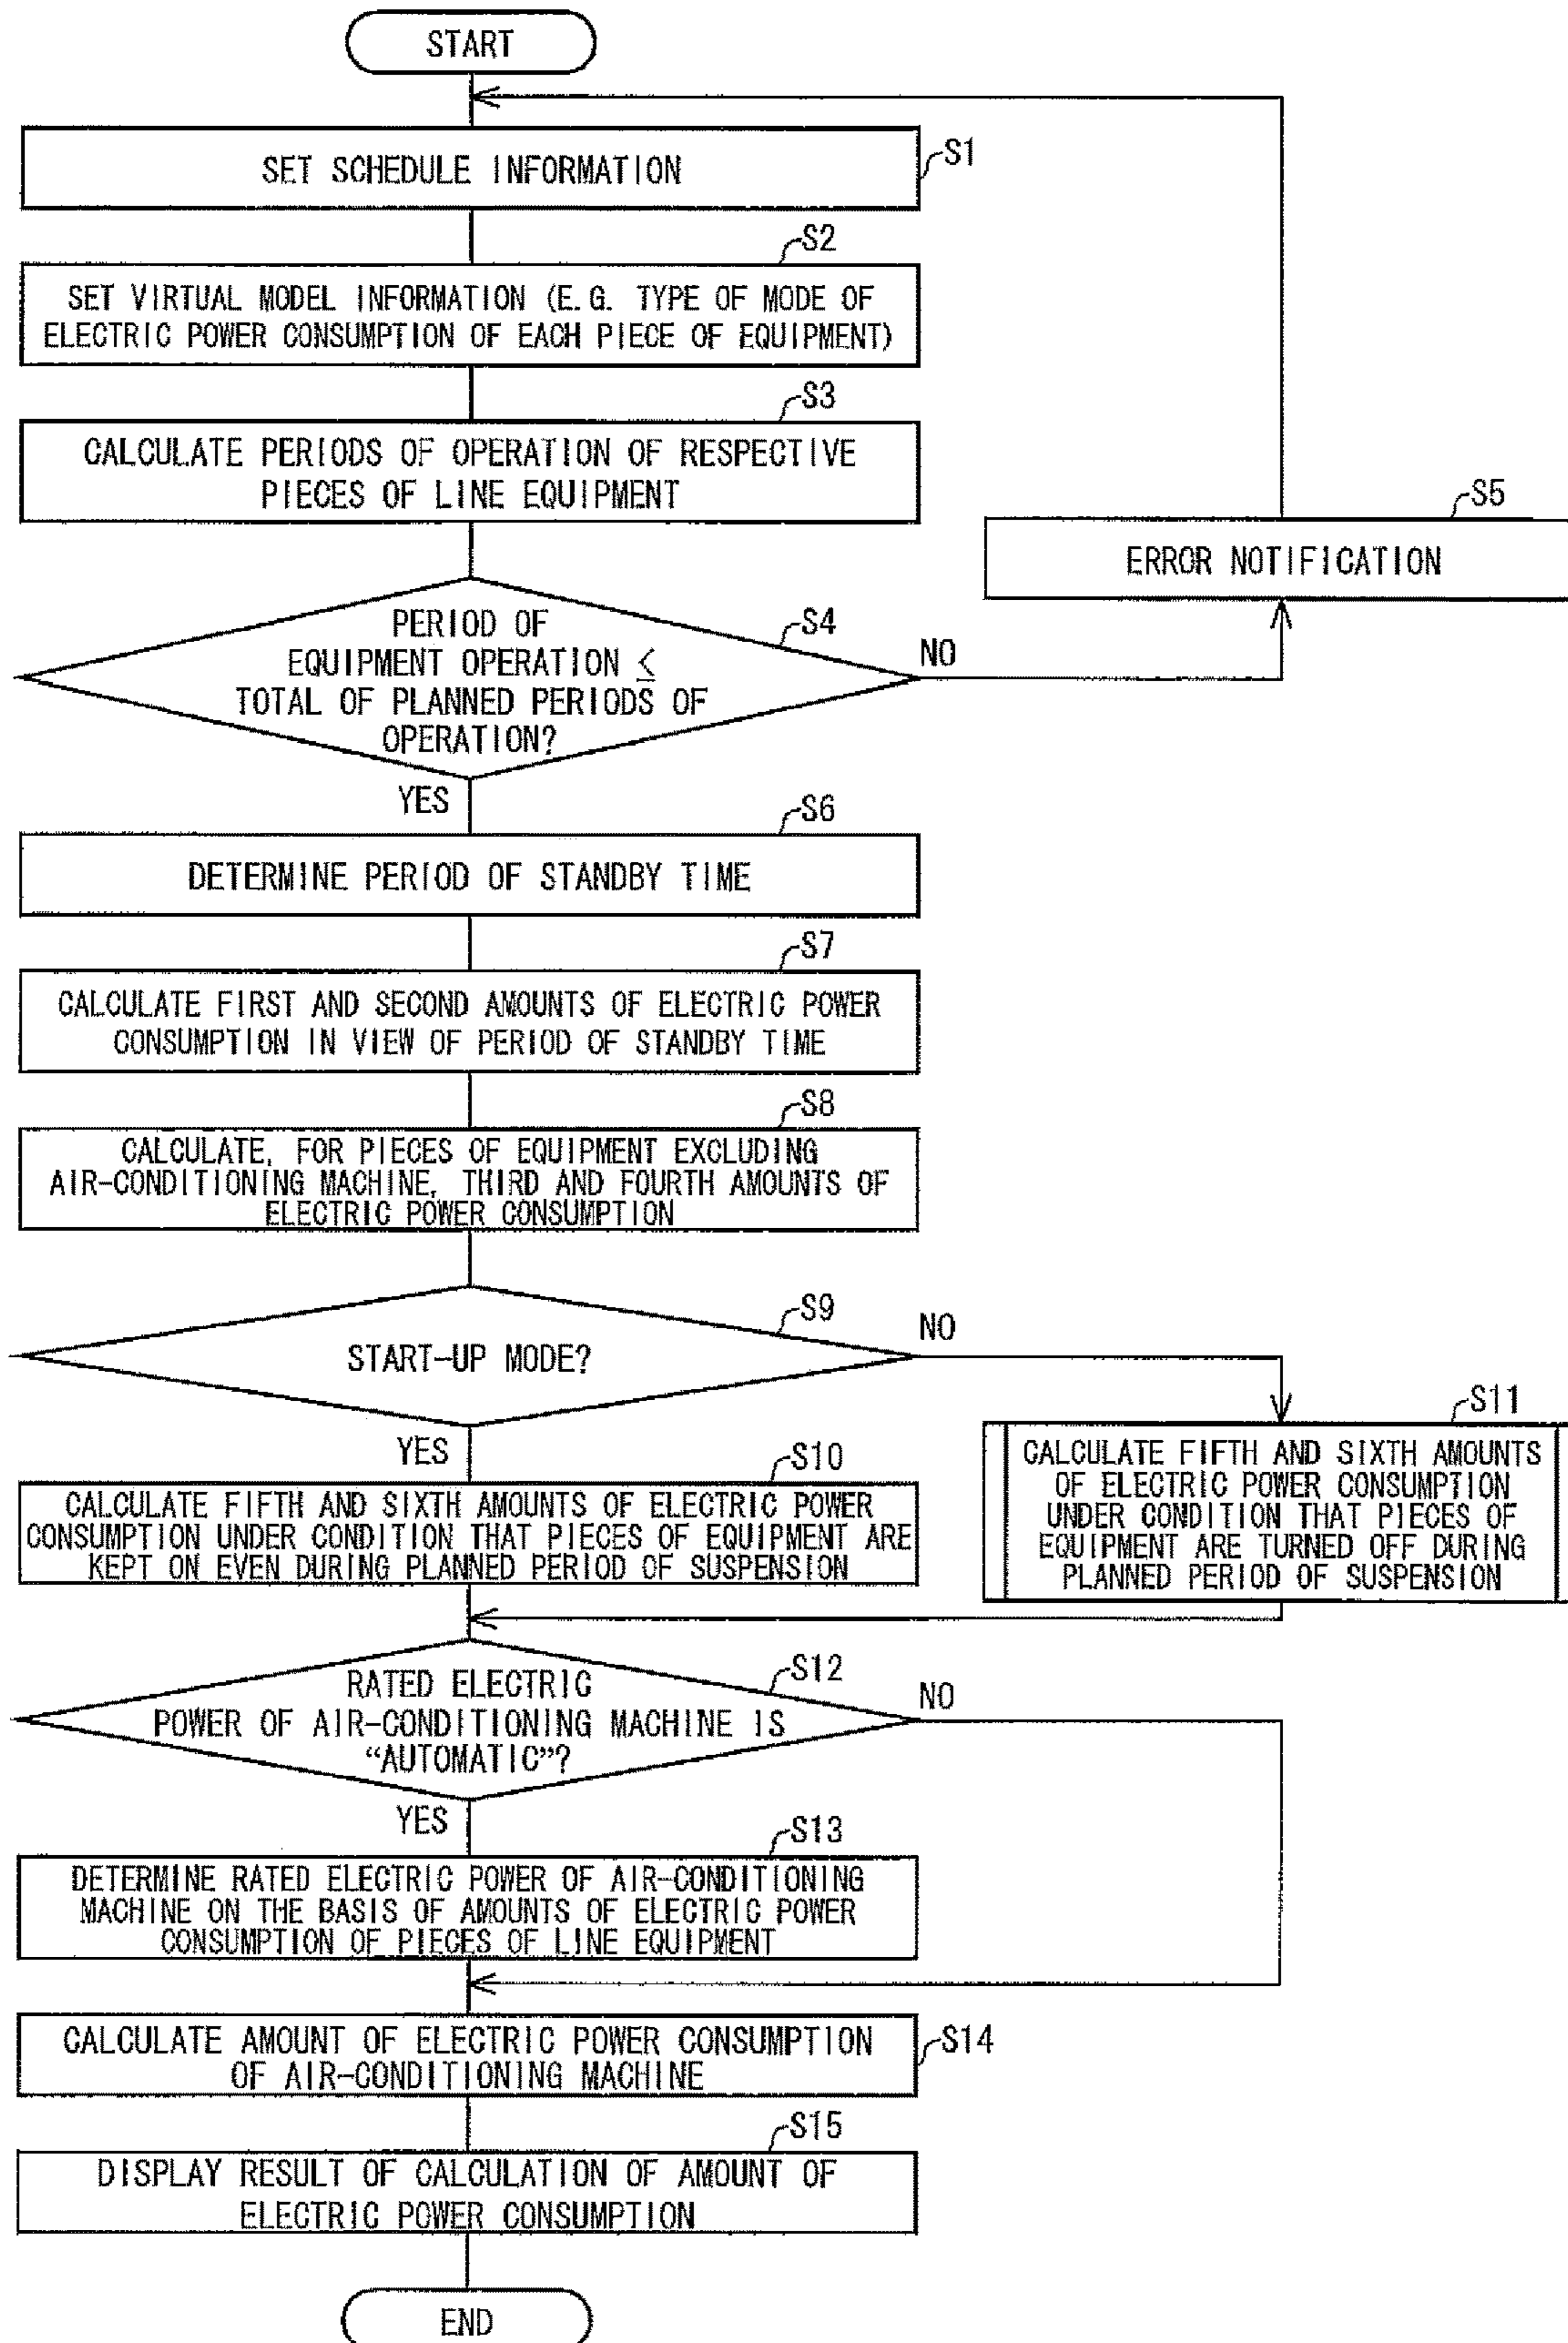 START
SET SCHEDULE INFORMATION
S1
S2
SET VIRTUAL MODEL INFORMATION (E.G. TYPE OF MODE OF
ELECTRIC POWER CONSUMPTION OF EACH PIECE OF EQUIPMENT)
S3
CALCULATE PERIODS OF OPERATION OF RESPECTIVE
PIECES OF LINE EQUIPMENT
S5
ERROR NOTIFICATION
S4
PERIOD OF
EQUIPMENT OPERATION ≤
TOTAL OF PLANNED PERIODS OF
OPERATION?
NO
YES
S6
DETERMINE PERIOD OF STANDBY TIME
S7
CALCULATE FIRST AND SECOND AMOUNTS OF ELECTRIC POWER
CONSUMPTION IN VIEW OF PERIOD OF STANDBY TIME
S8
CALCULATE, FOR PIECES OF EQUIPMENT EXCLUDING
AIR-CONDITIONING MACHINE, THIRD AND FOURTH AMOUNTS OF
ELECTRIC POWER CONSUMPTION
S9
START-UP MODE?
NO
YES
S10
CALCULATE FIFTH AND SIXTH AMOUNTS OF ELECTRIC POWER
CONSUMPTION UNDER CONDITION THAT PIECES OF EQUIPMENT ARE
KEPT ON EVEN DURING PLANNED PERIOD OF SUSPENSION
S11
CALCULATE FIFTH AND SIXTH AMOUNTS
OF ELECTRIC POWER CONSUMPTION
UNDER CONDITION THAT PIECES OF
EQUIPMENT ARE TURNED OFF DURING
PLANNED PERIOD OF SUSPENSION
S12
RATED ELECTRIC
POWER OF AIR-CONDITIONING MACHINE IS
“AUTOMATIC”?
NO
YES
S13
DETERMINE RATED ELECTRIC POWER OF AIR-CONDITIONING
MACHINE ON THE BASIS OF AMOUNTS OF ELECTRIC POWER
CONSUMPTION OF PIECES OF LINE EQUIPMENT
CALCULATE AMOUNT OF ELECTRIC POWER CONSUMPTION
OF AIR-CONDITIONING MACHINE
S14
S15
DISPLAY RESULT OF CALCULATION OF AMOUNT OF
ELECTRIC POWER CONSUMPTION
END